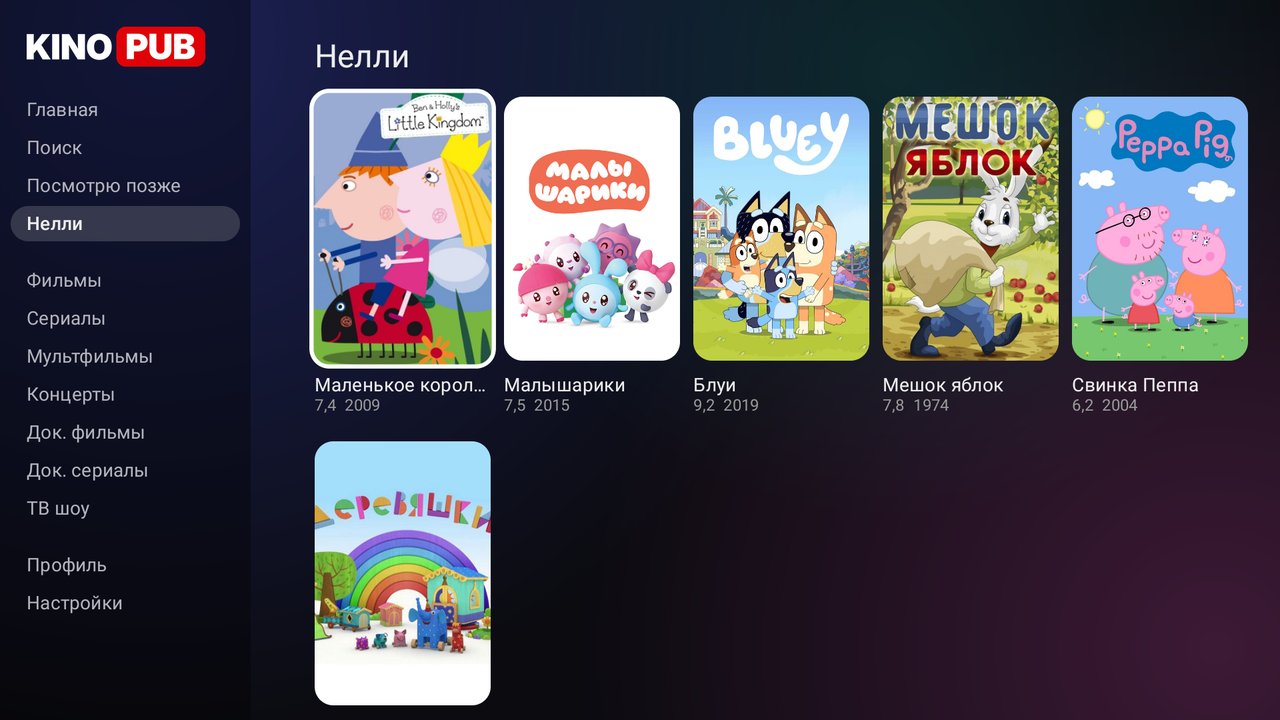 KINO PUB
Главная
Поиск
Посмотрю позже
Нелли
Фильмы
Сериалы
Мультфильмы
Концерты
Док. фильмы
Док. сериалы
ТВ шоу
Профиль
Настройки
Нелли
Ben & Holly's
Little Kingdom
МАЛЫ
ШАРИКИ
BLUEY
МЕШОК
ЯБЛОК
Peppa Pig
Маленькое корол...
7,4 2009
Малышарики
7,5 2015
Блуи
9,2 2019
Мешок яблок
7,8 1974
Свинка Пеппа
6,2 2004
ДЕРЕВЯШКИ